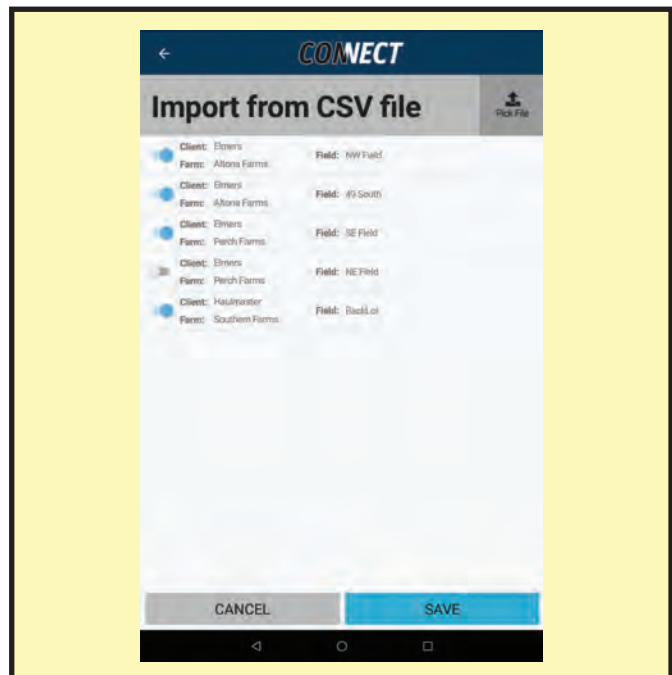 CONNECT
Import from CSV file
Pick File
Client: Elmers
Farm: Altona Farms
Field: NW Field
Client: Elmers
Farm: Altona Farms
Field: 49 South
Client: Elmers
Farm: Perch Farms
Field: SE Field
Client: Elmers
Farm: Perch Farms
Field: NE Field
Client: Haulmaster
Farm: Southern Farms
Field: BackLot
CANCEL
SAVE